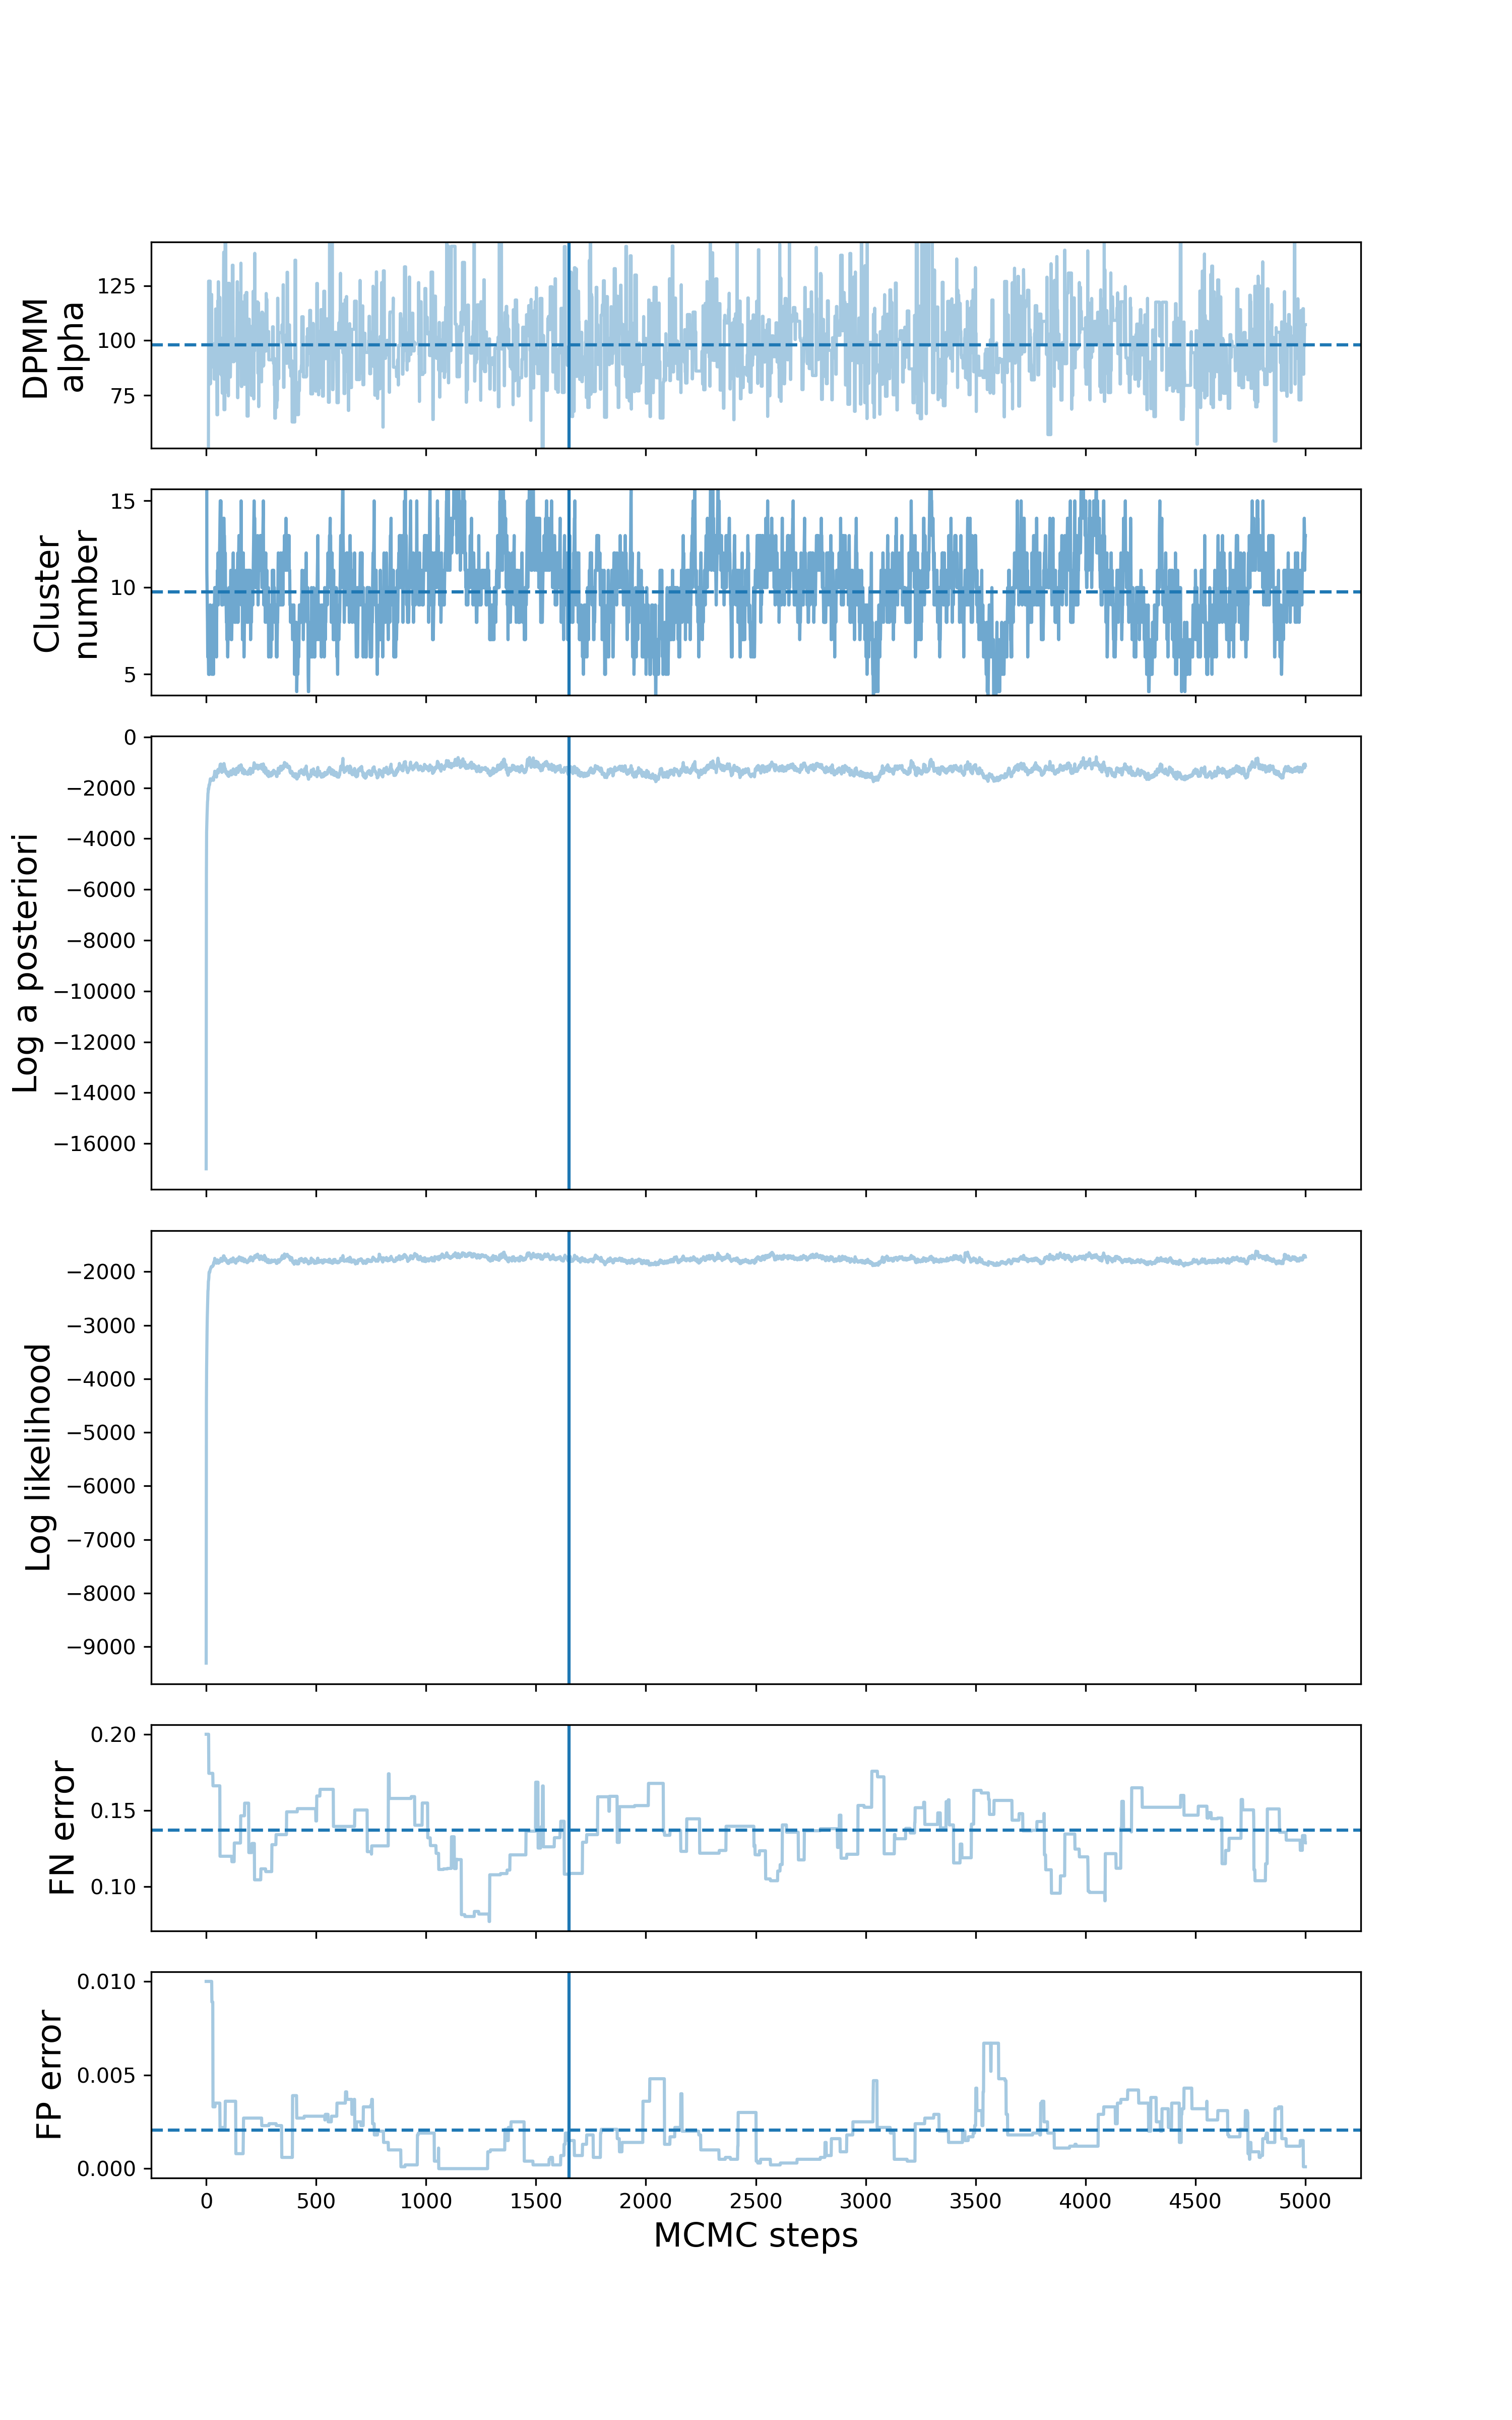 DPMM
alpha
125
100
75
Cluster
number
15
10
5
Log a posteriori
0
−2000
−4000
−6000
−8000
−10000
−12000
−14000
−16000
Log likelihood
−2000
−3000
−4000
−5000
−6000
−7000
−8000
−9000
FN error
0.20
0.15
0.10
FP error
0.010
0.005
0.000
0 500 1000 1500 2000 2500 3000 3500 4000 4500 5000
MCMC steps